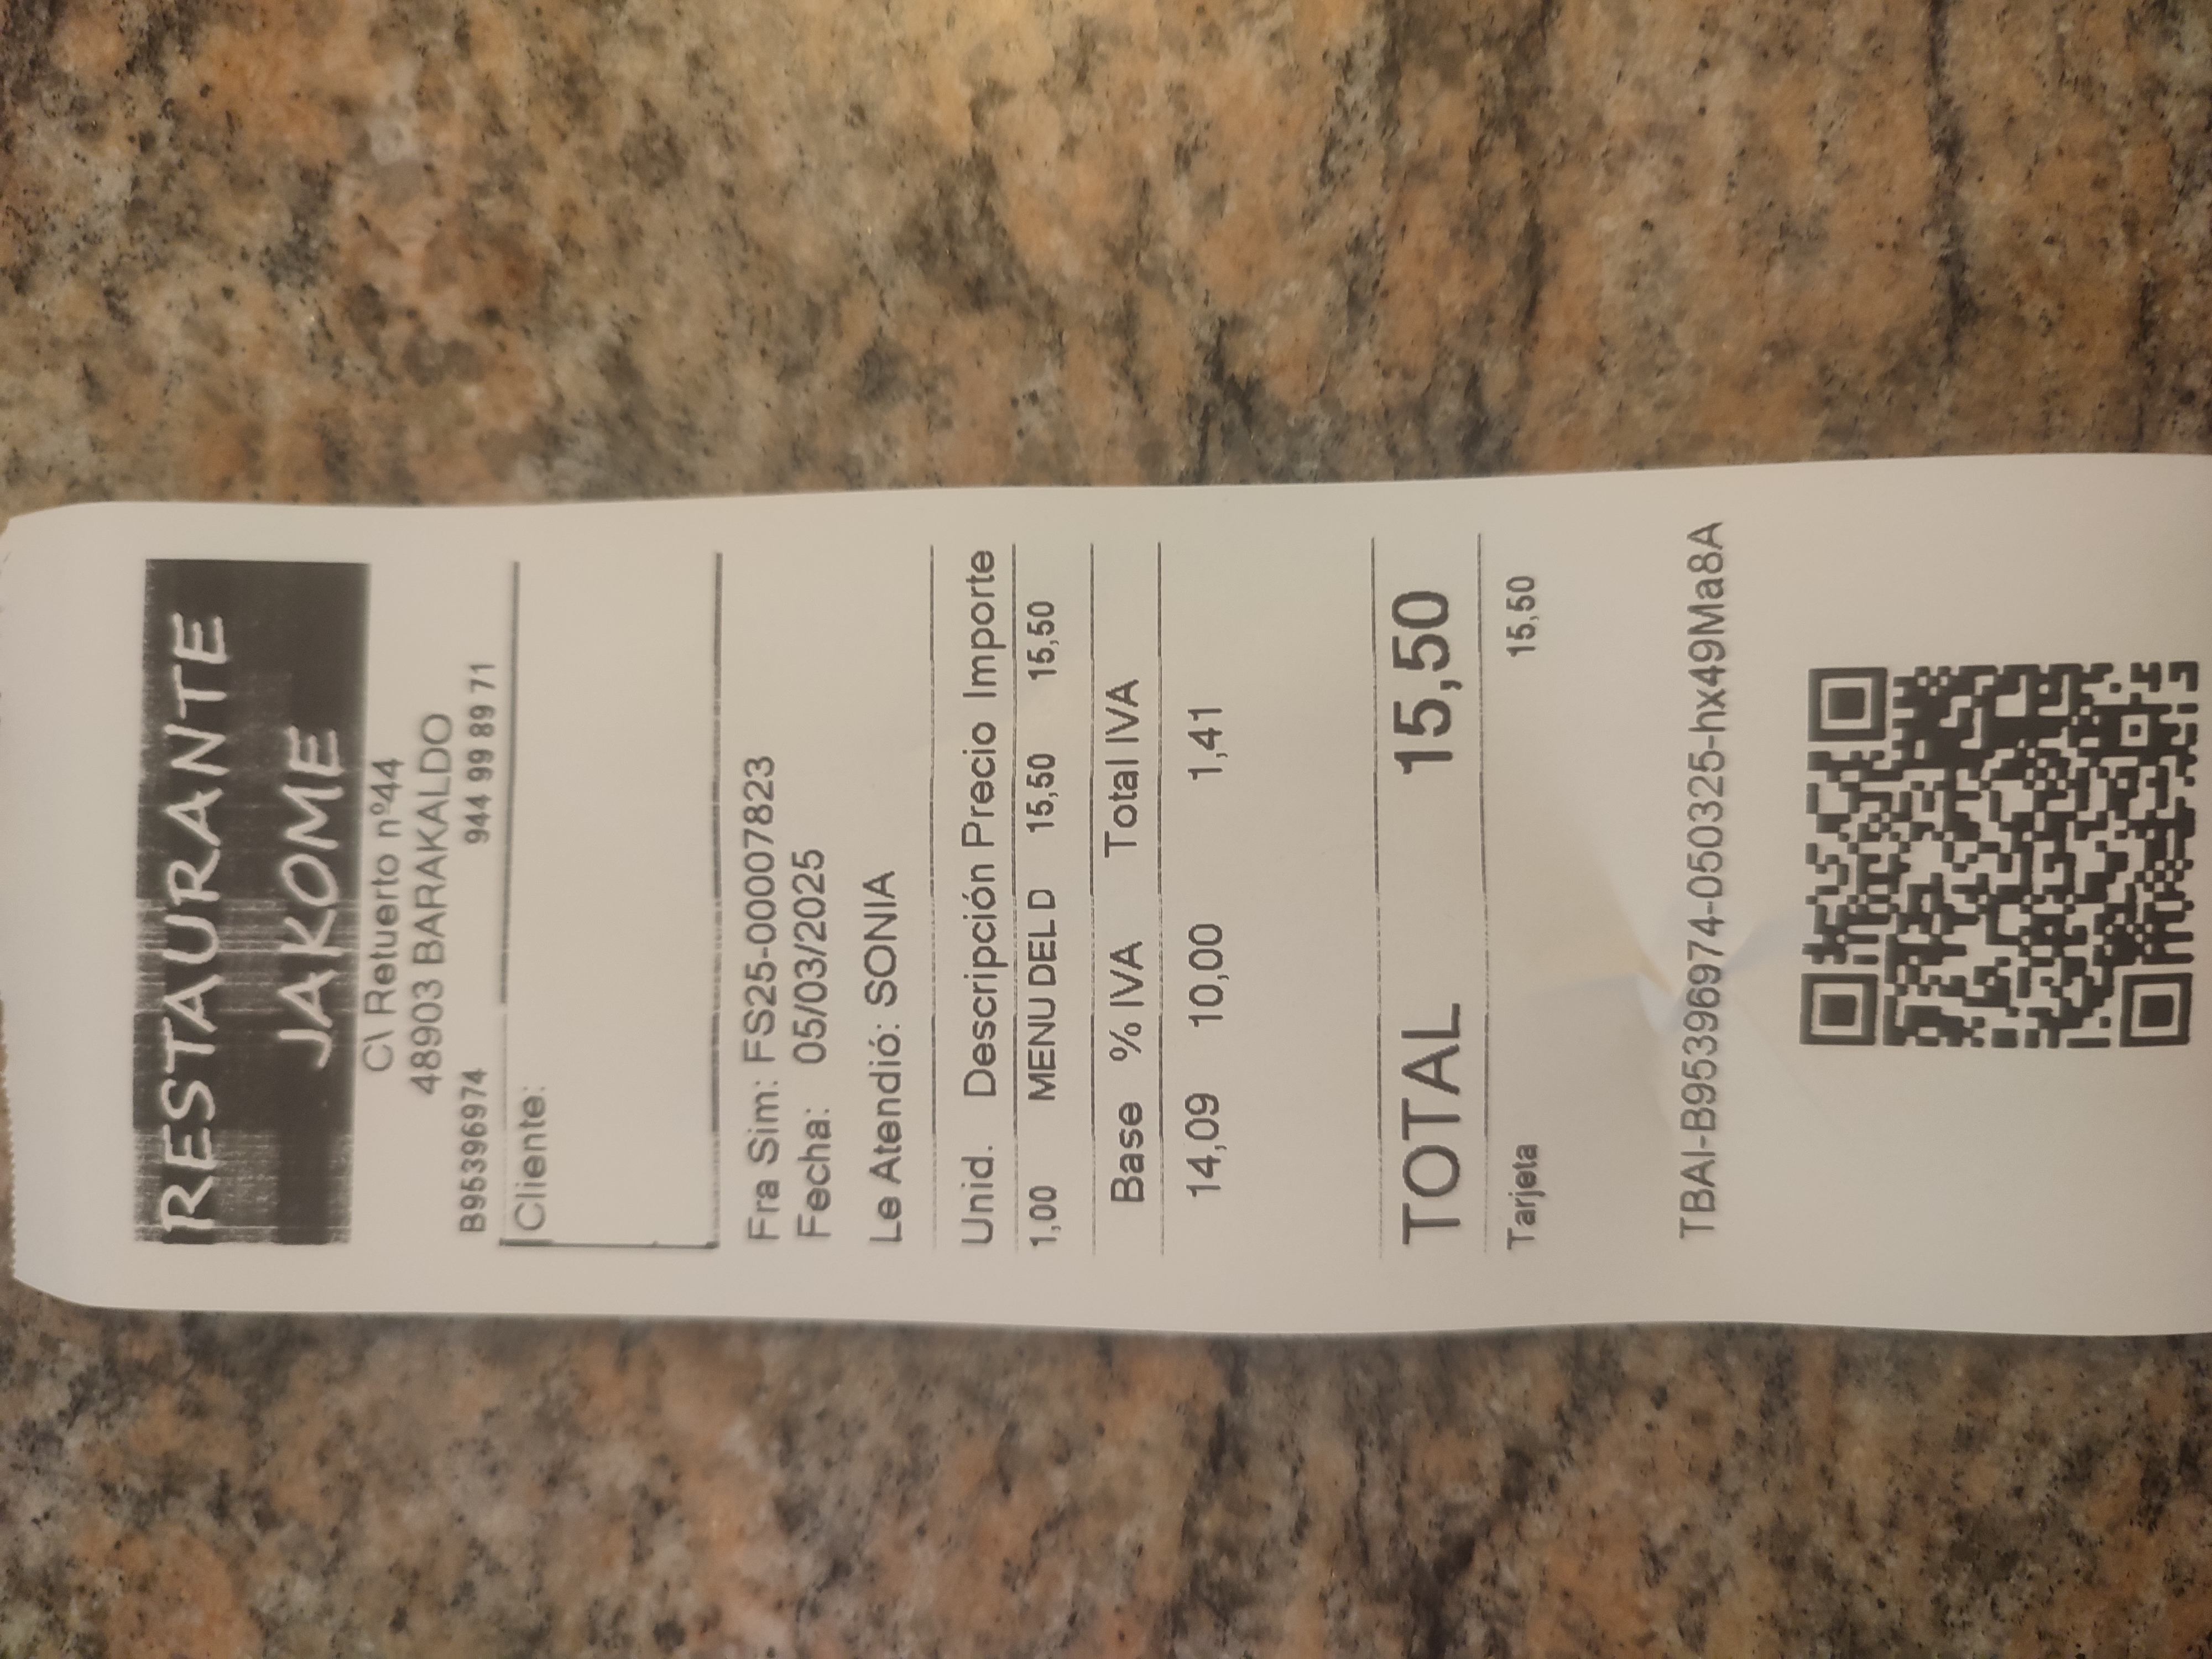 RESTAURANTE
JAKOME
C\ Retuerto nº44
48903 BARAKALDO
B95396974 944 99 89 71
Cliente:
Fra Sim: FS25-00007823
Fecha: 05/03/2025
Le Atendió: SONIA
Unid. Descripción Precio Importe
1,00 MENU DEL D 15,50 15,50
Base % IVA Total IVA
14,09 10,00 1,41
TOTAL 15,50
Tarjeta 15,50
TBAI-B95396974-050325-hx49Ma8A